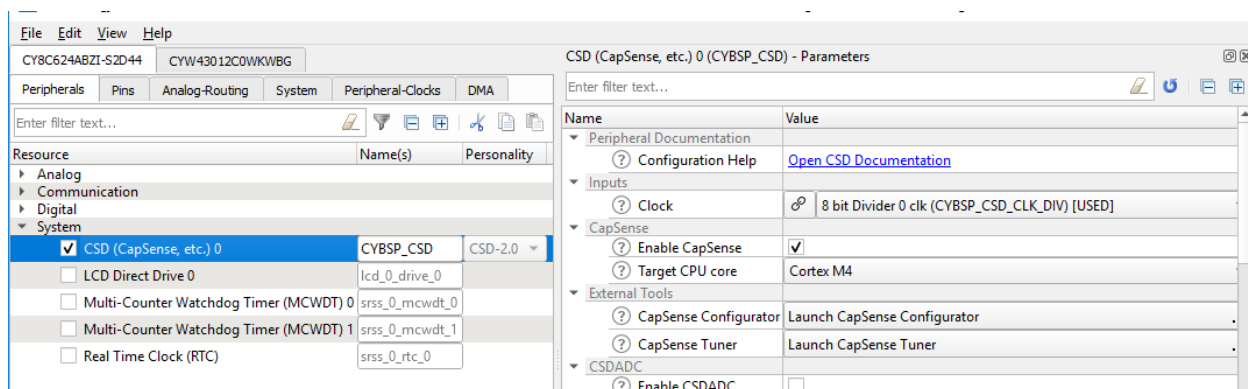 File Edit View Help
CY8C624ABZI-S2D44 CYW43012C0WKWBG
Peripherals Pins Analog-Routing System Peripheral-Clocks DMA
Enter filter text...
Resource Name(s) Personality
Analog
Communication
Digital
System
CSD (CapSense, etc.) 0 CYBSP_CSD CSD-2.0
LCD Direct Drive 0 lcd_0_drive_0
Multi-Counter Watchdog Timer (MCWDT) 0 srss_0_mcwdt_0
Multi-Counter Watchdog Timer (MCWDT) 1 srss_0_mcwdt_1
Real Time Clock (RTC) srss_0_rtc_0
CSD (CapSense, etc.) 0 (CYBSP_CSD) - Parameters
Enter filter text...
Name Value
Peripheral Documentation
? Configuration Help Open CSD Documentation
Inputs
? Clock 8 bit Divider 0 clk (CYBSP_CSD_CLK_DIV) [USED]
CapSense
? Enable CapSense
? Target CPU core Cortex M4
External Tools
? CapSense Configurator Launch CapSense Configurator
? CapSense Tuner Launch CapSense Tuner
CSDADC
? Enable CSDADC